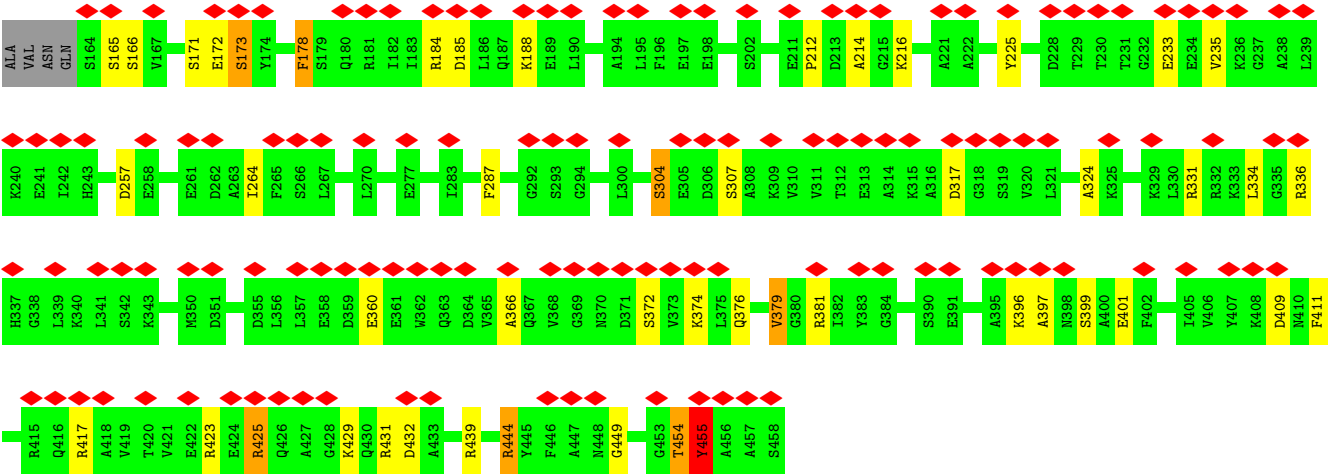 ALA VAL ASN GLN S164 S165 S166 V167 S171 E172 S173 Y174 F178 S179 Q180 R181 I182 I183 R184 D185 L186 Q187 K188 E189 L190 A194 L195 F196 E197 E198 S202 E211 P212 D213 A214 G215 K216 A221 A222 Y225 D228 T229 T230 T231 G232 E233 E234 V235 K236 G237 A238 L239
K240 E241 I242 H243 D257 E258 E261 D262 A263 I264 F265 S266 L267 L270 E277 I283 F287 G292 S293 G294 L300 S304 E305 D306 S307 A308 K309 V310 V311 T312 E313 A314 K315 A316 D317 G318 S319 V320 L321 A324 K325 K329 L330 R331 R332 K333 L334 G335 R336
H337 G338 L339 K340 L341 S342 K343 M350 D351 D355 L356 L357 E358 D359 E360 E361 W362 Q363 D364 V365 A366 Q367 V368 G369 N370 D371 S372 V373 K374 L375 Q376 V379 G380 R381 I382 Y383 G384 S390 E391 A395 K396 A397 N398 S399 A400 E401 F402 I405 V406 Y407 K408 D409 N410 F411
R415 Q416 R417 A418 V419 T420 V421 E422 R423 E424 R425 Q426 A427 G428 K429 Q430 R431 D432 A433 R439 R444 Y445 F446 A447 N448 G449 G453 T454 Y455 A456 A457 S458